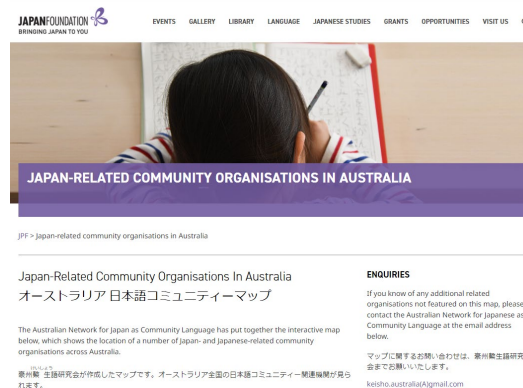 JAPANFOUNDATION
BRINGING JAPAN TO YOU
EVENTS GALLERY LIBRARY LANGUAGE JAPANESE STUDIES GRANTS OPPORTUNITIES VISIT US
JAPAN-RELATED COMMUNITY ORGANISATIONS IN AUSTRALIA
JPF > Japan-related community organisations in Australia
Japan-Related Community Organisations In Australia
オーストラリア 日本語コミュニティーマップ
The Australian Network for Japan as Community Language has put together the interactive map
below, which shows the location of a number of Japan- and Japanese-related community
organisations across Australia.
けいしょう
豪州繫生語研究会が作成したマップです。オーストラリア全国の日本語コミュニティー関連機関が見ら
れます。
ENQUIRIES
If you know of any additional related
organisations not featured on this map, please
contact the Australian Network for Japanese as
Community Language at the email address
below.
マップに関するお問い合わせは、豪州繫生語研究
会までお願いいたします。
keisho.australia(A)gmail.com